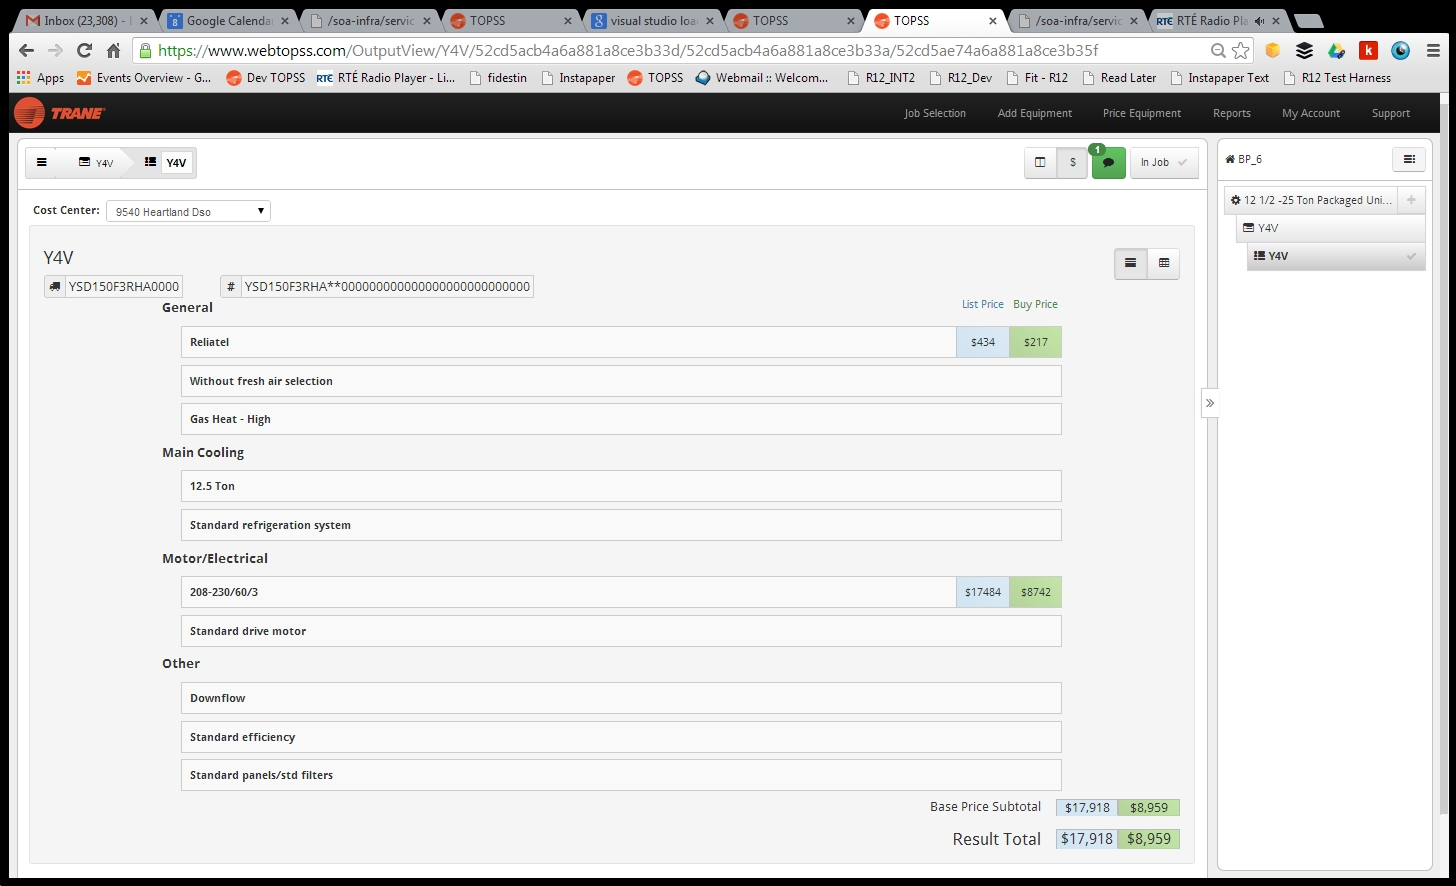 Inbox (23,308) -
Google Calenda
/soa-infra/servic
TOPSS
visual studio loa
TOPSS
TOPSS
/soa-infra/servic
RTÉ Radio Pla
https://www.webtopss.com/OutputView/Y4V/52cd5acb4a6a881a8ce3b33d/52cd5acb4a6a881a8ce3b33a/52cd5ae74a6a881a8ce3b35f
Apps
Events Overview - G...
Dev TOPSS
RTÉ Radio Player - Li...
fidestin
Instapaper
TOPSS
Webmail :: Welcom...
R12_INT2
R12_Dev
Fit - R12
Read Later
Instapaper Text
R12 Test Harness
TRANE
Job Selection
Add Equipment
Price Equipment
Reports
My Account
Support
Y4V
Y4V
$
1
In Job
BP_6
Cost Center:
9540 Heartland Dso
12 1/2 -25 Ton Packaged Uni...
Y4V
Y4V
Y4V
YSD150F3RHA0000
# YSD150F3RHA**000000000000000000000000000
General
List Price
Buy Price
Reliatel
$434
$217
Without fresh air selection
Gas Heat - High
Main Cooling
12.5 Ton
Standard refrigeration system
Motor/Electrical
208-230/60/3
$17484
$8742
Standard drive motor
Other
Downflow
Standard efficiency
Standard panels/std filters
Base Price Subtotal
$17,918
$8,959
Result Total
$17,918
$8,959